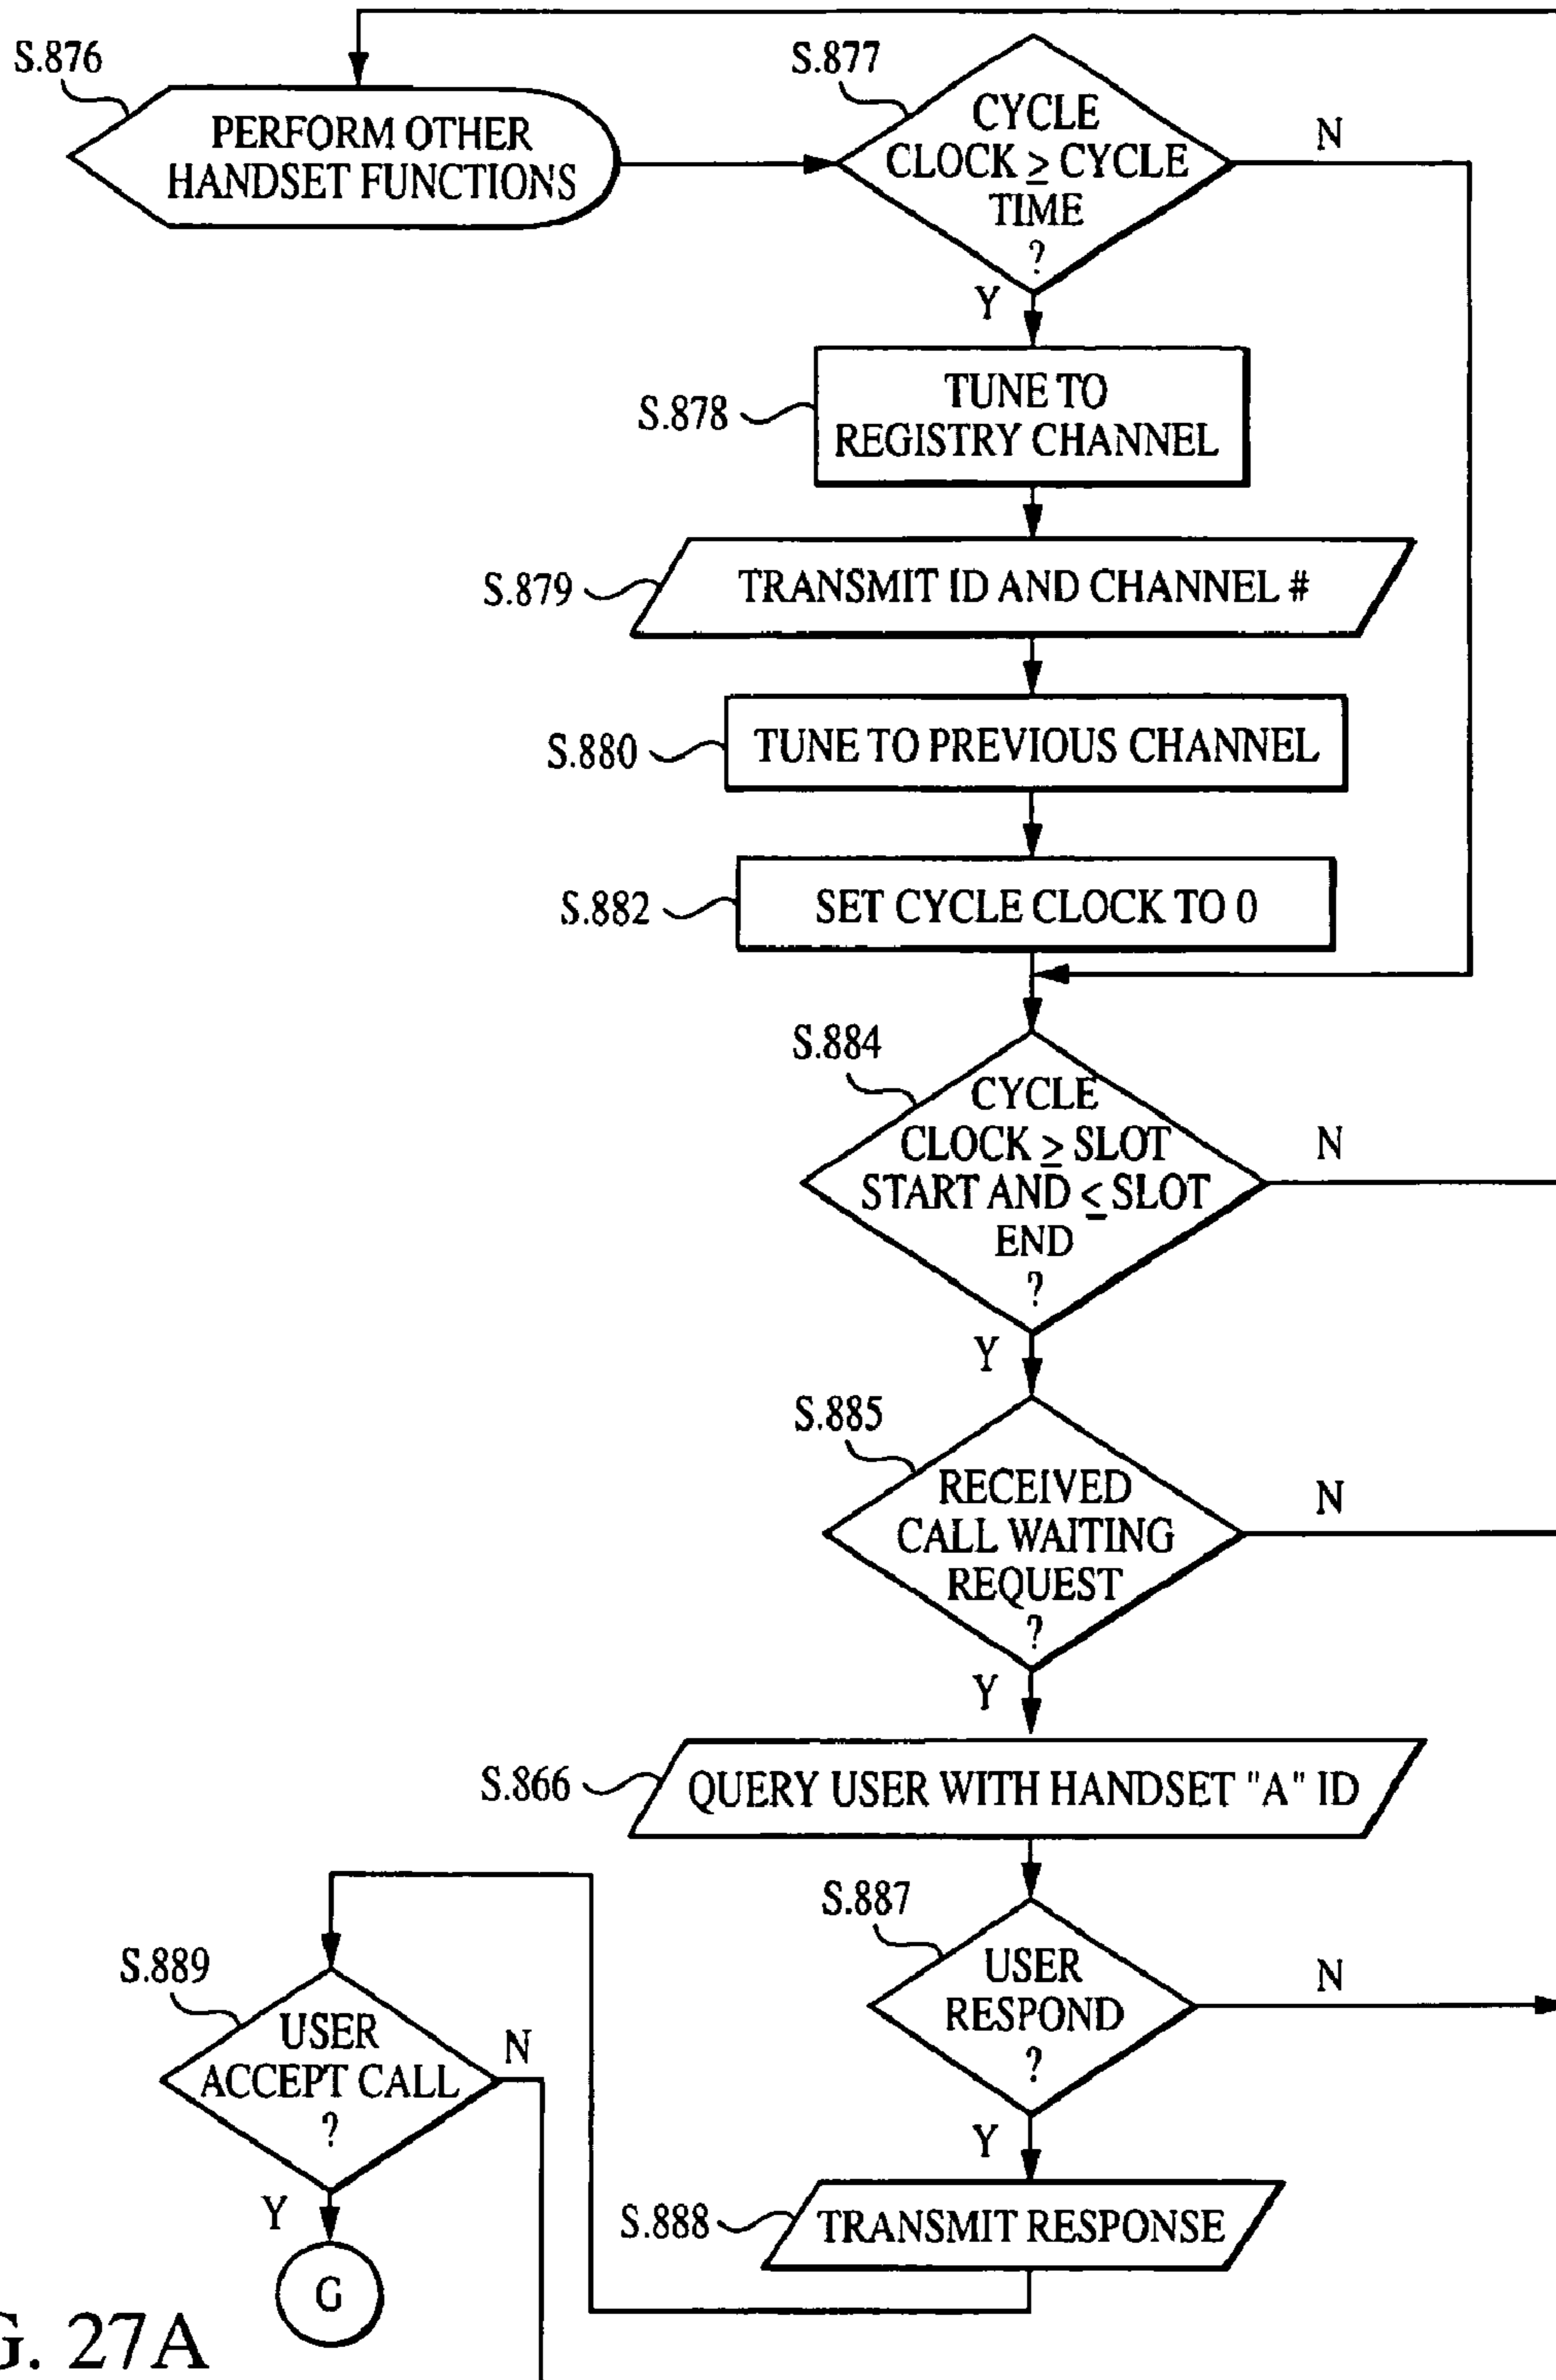 S.876
PERFORM OTHER
HANDSET FUNCTIONS
S.877
CYCLE
CLOCK ≥ CYCLE
TIME
?
N
Y
S.878
TUNE TO
REGISTRY CHANNEL
S.879
TRANSMIT ID AND CHANNEL #
S.880
TUNE TO PREVIOUS CHANNEL
S.882
SET CYCLE CLOCK TO 0
S.884
CYCLE
CLOCK ≥ SLOT
START AND ≤ SLOT
END
?
N
Y
S.885
RECEIVED
CALL WAITING
REQUEST
?
N
Y
S.866
QUERY USER WITH HANDSET "A" ID
S.887
USER
RESPOND
?
N
Y
S.888
TRANSMIT RESPONSE
S.889
USER
ACCEPT CALL
?
N
Y
G
G. 27A